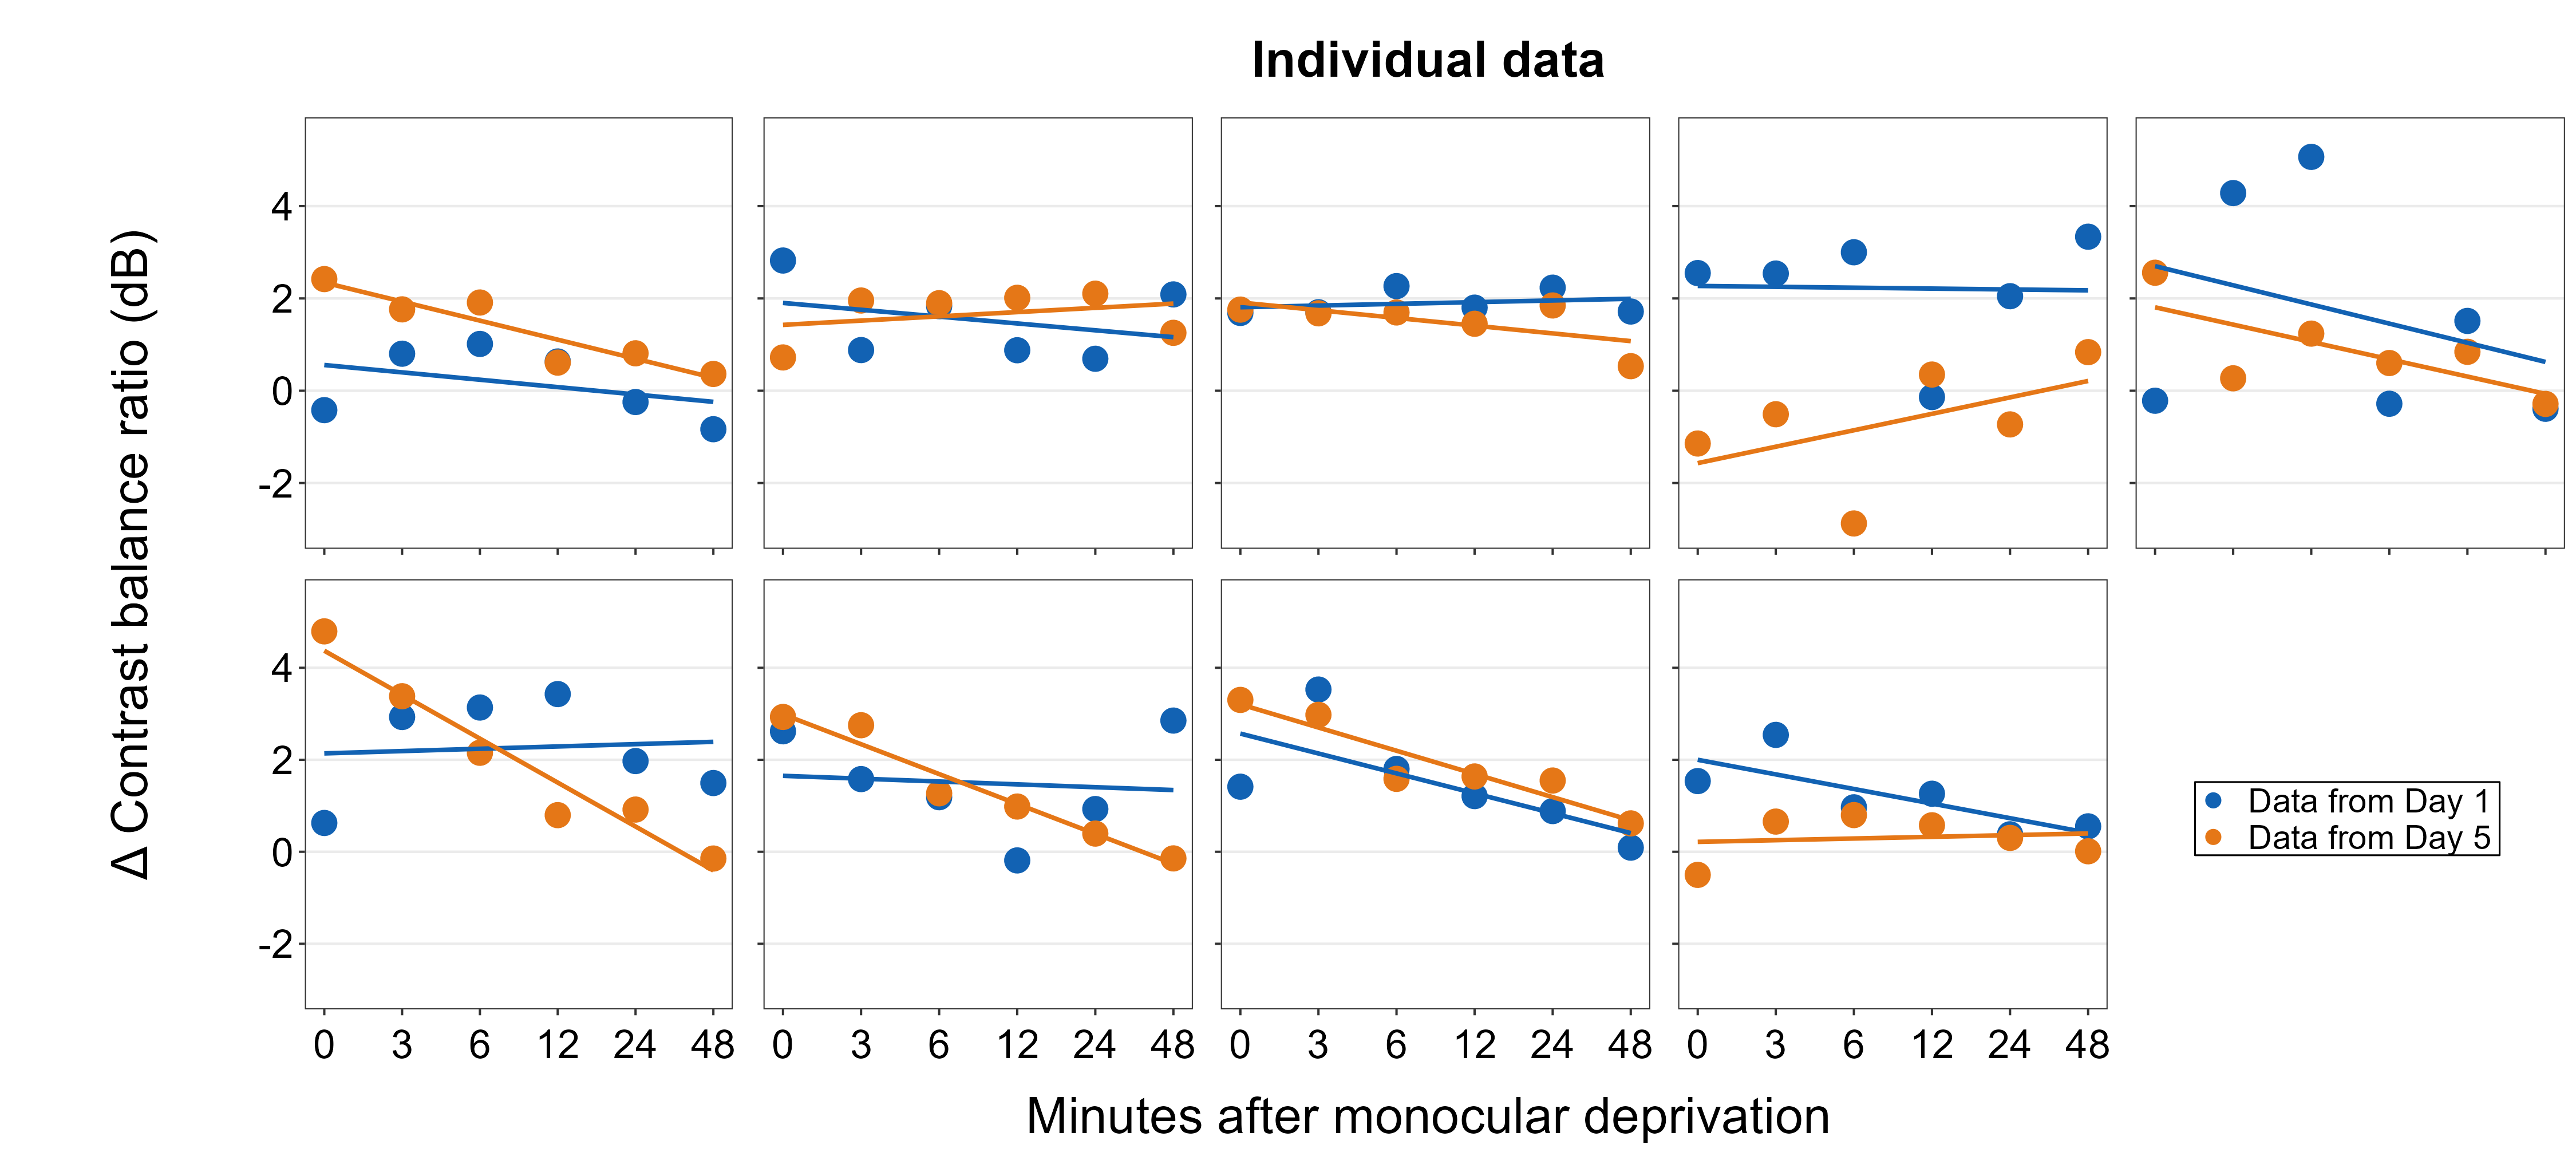 Individual data
Δ Contrast balance ratio (dB)
4
2
0
-2
4
2
0
-2
0 3 6 12 24 48 0 3 6 12 24 48 0 3 6 12 24 48 0 3 6 12 24 48
Data from Day 1
Data from Day 5
Minutes after monocular deprivation